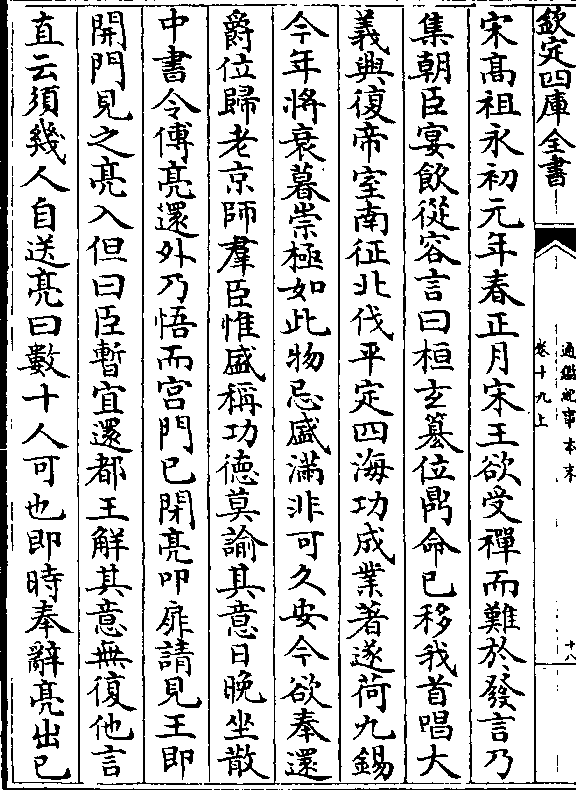 欽定四庫全書
通鑑紀事本末
卷十九上
十八
宋髙祖永初元年春正月宋王欲受禪而難於發言乃
集朝臣宴飲從容言曰桓玄簒位鼎命已移我首唱大
義興復帝室南征北伐平定四海功成業著遂荷九錫
今年將衰暮崇極如此物忌盛滿非可久安今欲奉還
爵位歸老京師羣臣惟盛稱功德莫諭其意日晚坐散
中書令傅亮還外乃悟而宫門已閉亮叩扉請見王即
開門見之亮入但曰臣暫宜還都王解其意無復他言
直云須幾人自送亮曰數十人可也即時奉辭亮出已